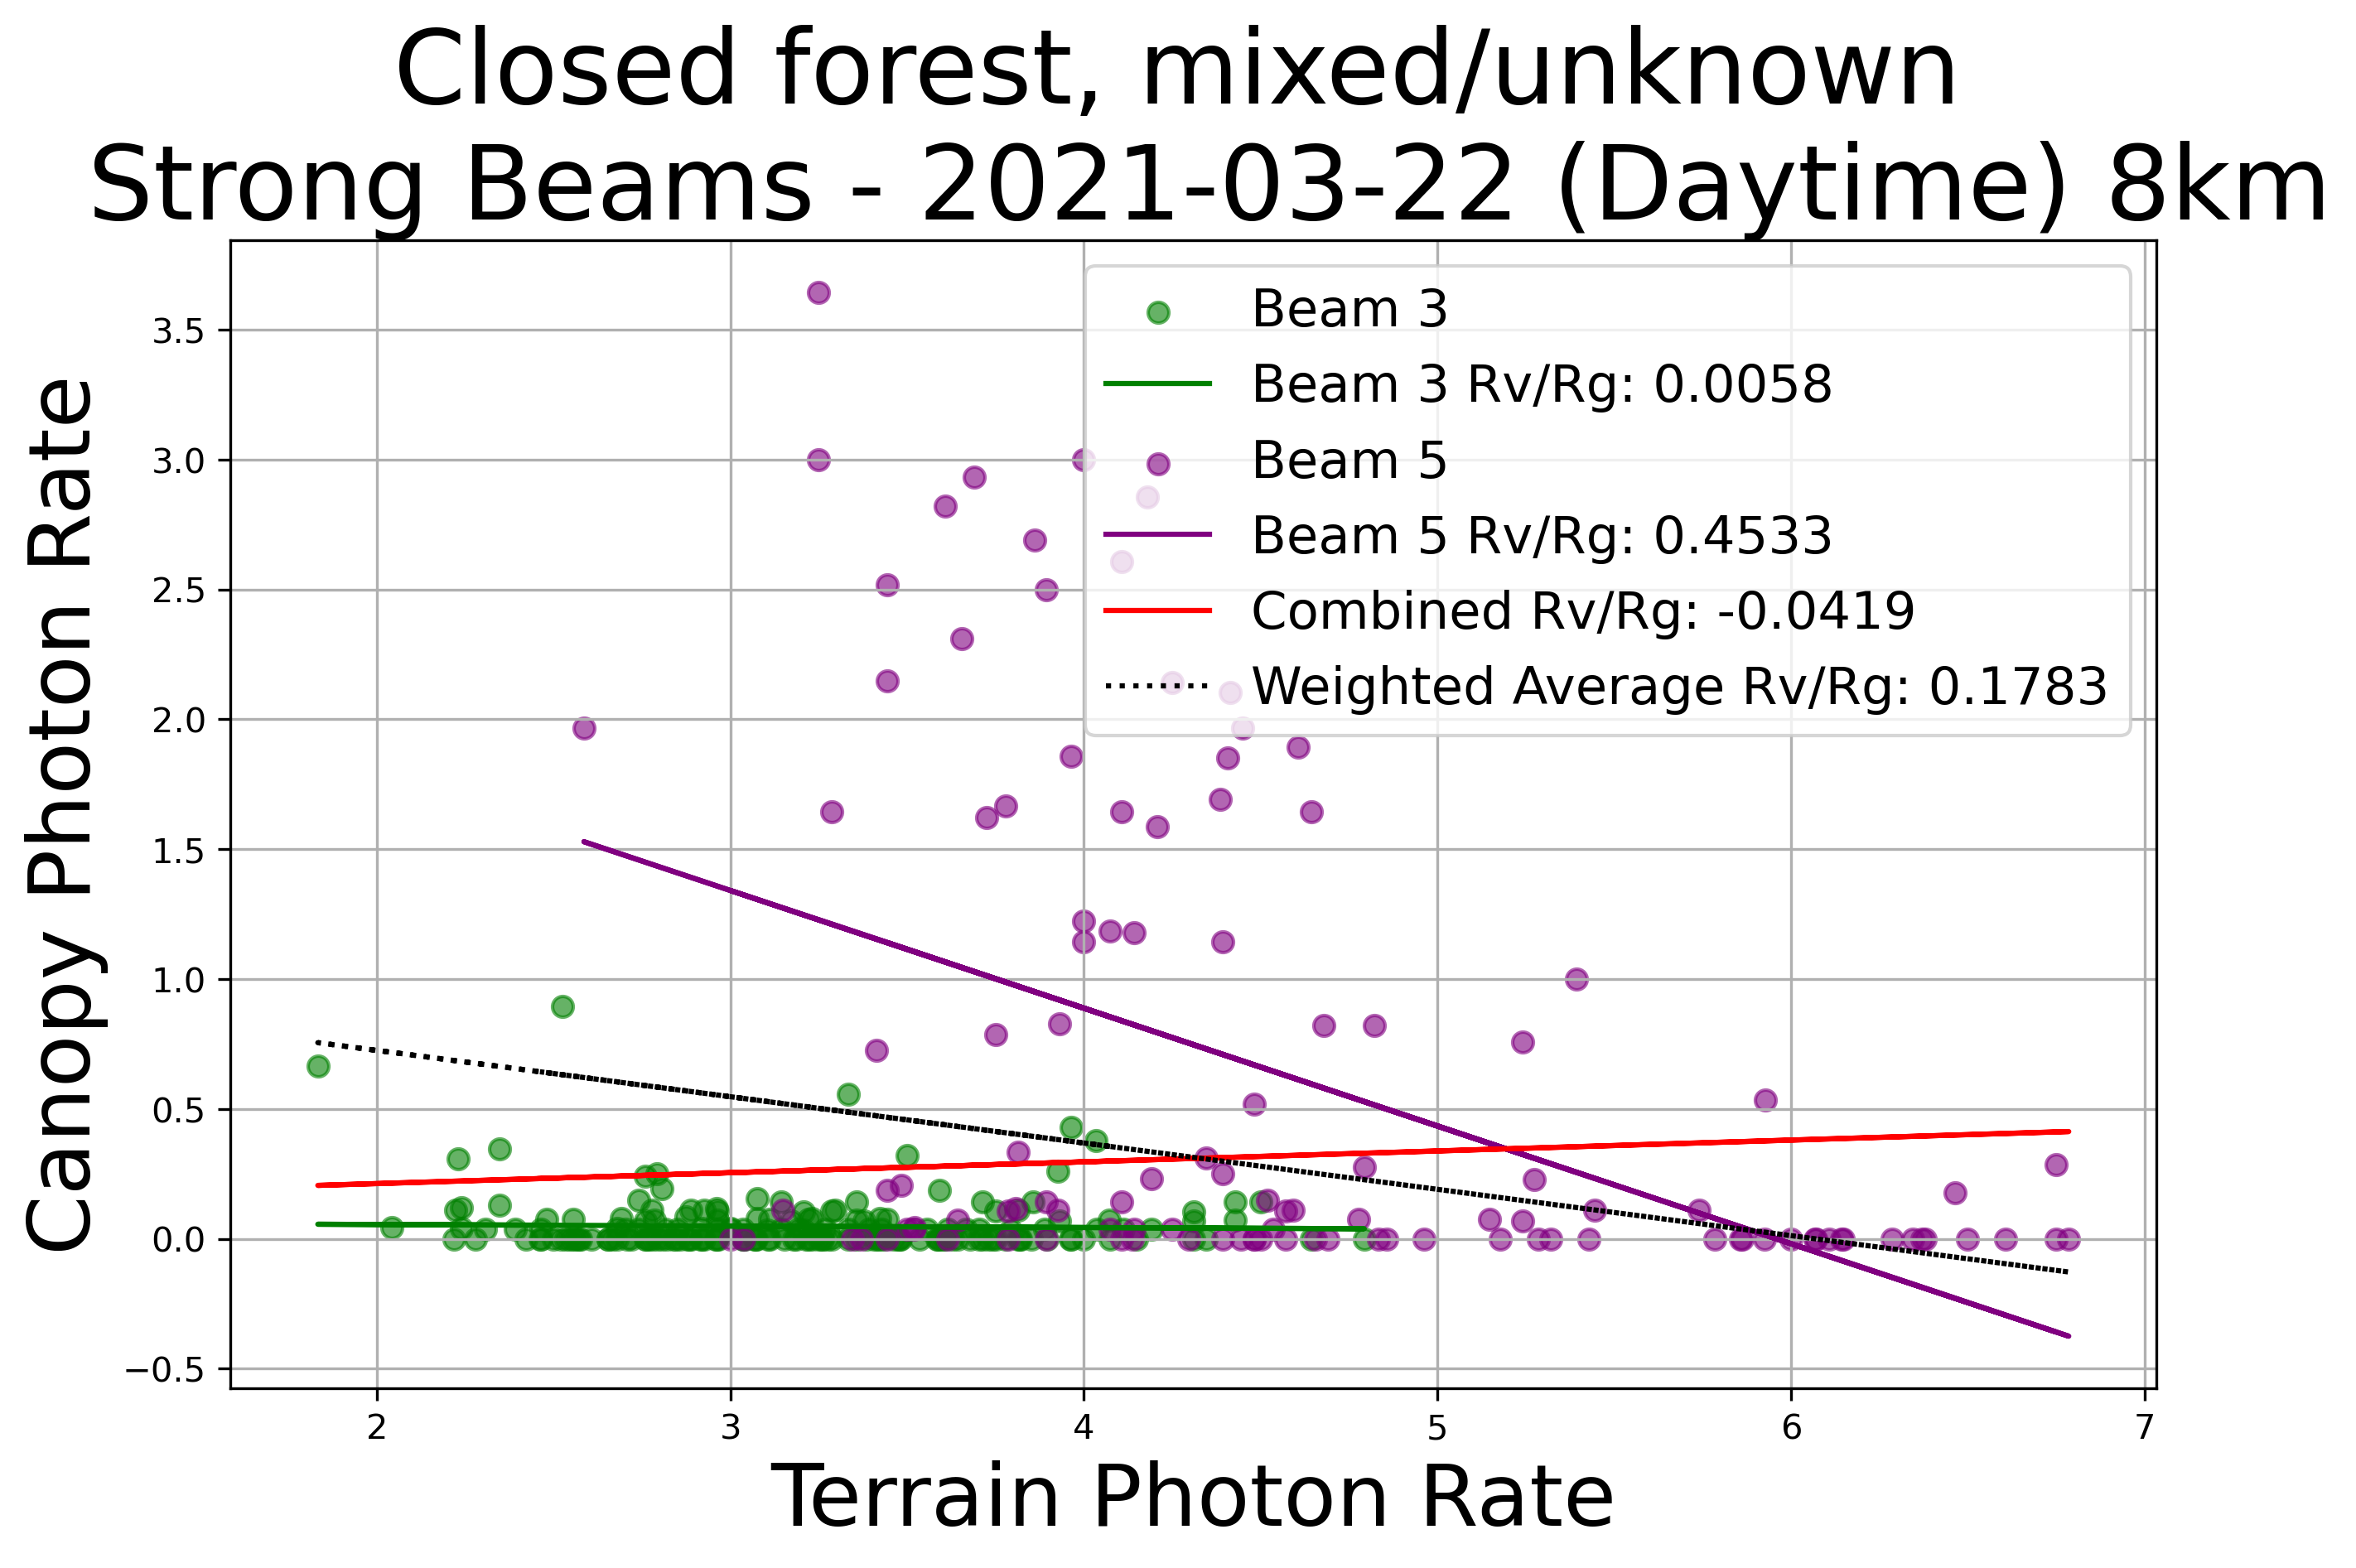 Closed forest, mixed/unknown
Strong Beams - 2021-03-22 (Daytime) 8km
Canopy Photon Rate
3.5
3.0
2.5
2.0
1.5
1.0
0.5
0.0
−0.5
Beam 3
Beam 3 Rv/Rg: 0.0058
Beam 5
Beam 5 Rv/Rg: 0.4533
Combined Rv/Rg: -0.0419
Weighted Average Rv/Rg: 0.1783
2 3 4 5 6 7
Terrain Photon Rate